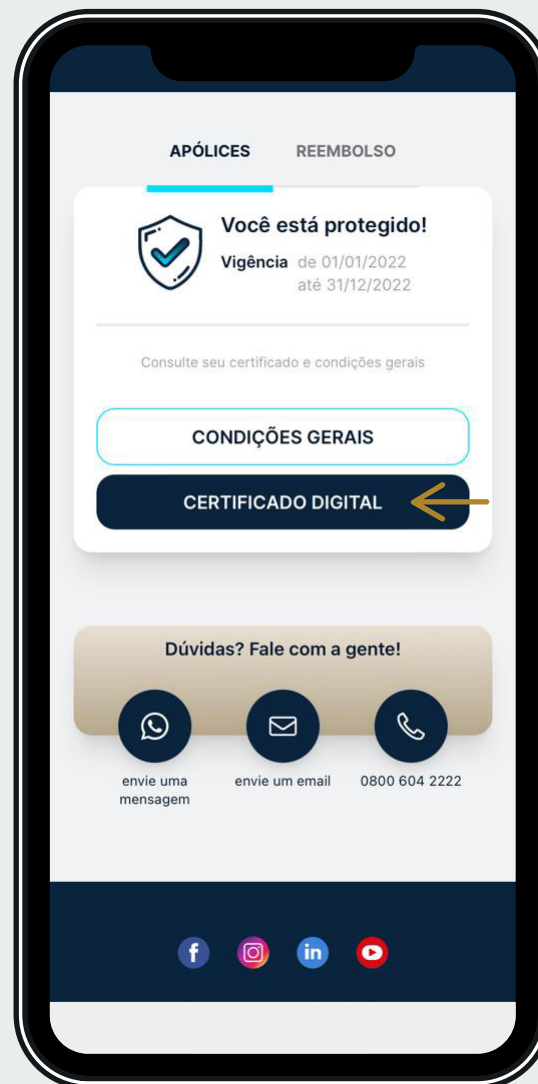 APÓLICES REEMBOLSO
Você está protegido!
Vigência de 01/01/2022
até 31/12/2022
Consulte seu certificado e condições gerais
CONDIÇÕES GERAIS
CERTIFICADO DIGITAL
Dúvidas? Fale com a gente!
envie uma
mensagem
envie um email
0800 604 2222
f
in